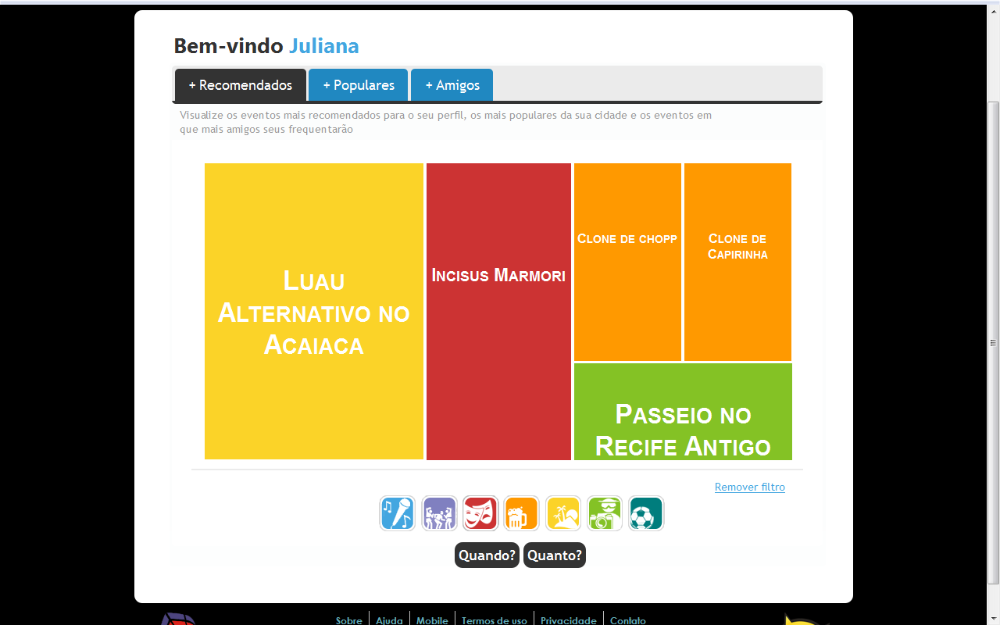 Bem-vindo Juliana
+ Recomendados
+ Populares
+ Amigos
Visualize os eventos mais recomendados para o seu perfil, os mais populares da sua cidade e os eventos em
que mais amigos seus frequentarão
Luau
Alternativo no
Acaiaca
Incisus Marmori
Clone de chopp
Clone de
Capirinha
Passeio no
Recife Antigo
Remover filtro
Quando?
Quanto?
Sobre
Ajuda
Mobile
Termos de uso
Privacidade
Contato